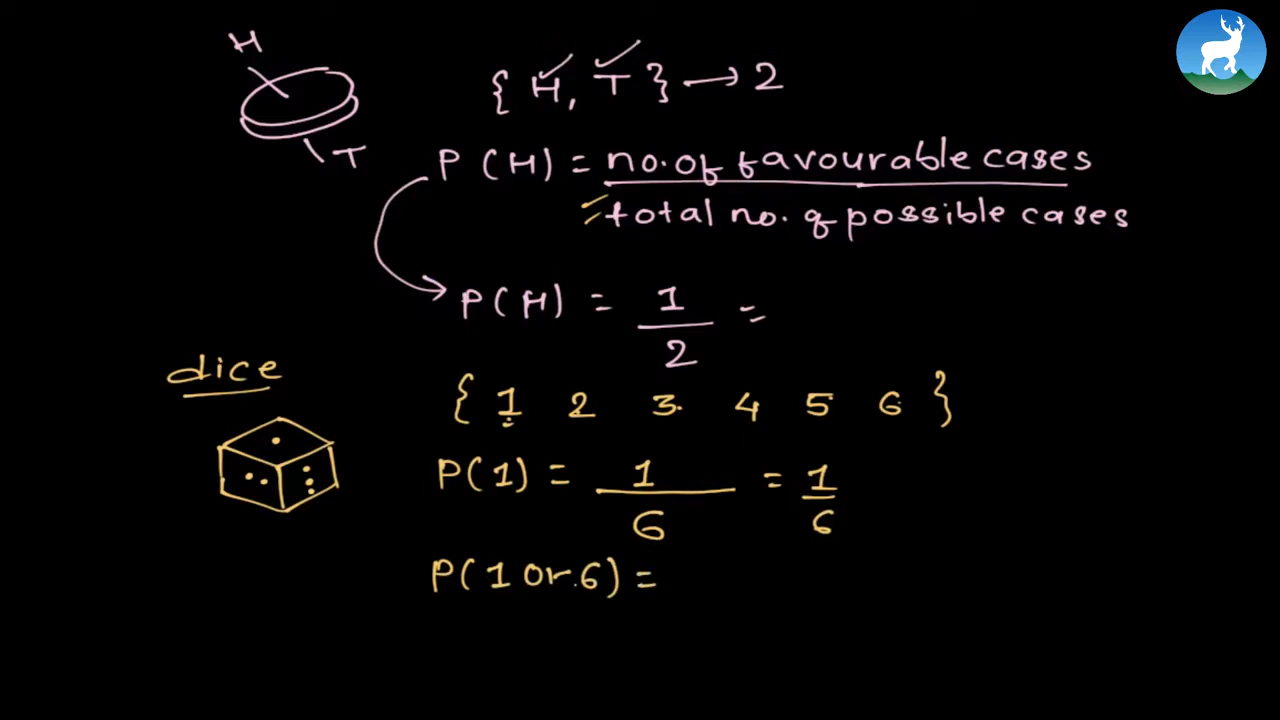 H
{ H, T } → 2
T
P (H) = no. of favourable cases
total no. of possible cases
P(H) = 1/2 =
dice
{ 1 2 3 4 5 6 }
P(1) = 1/6 = 1/6
P(1 or 6) =